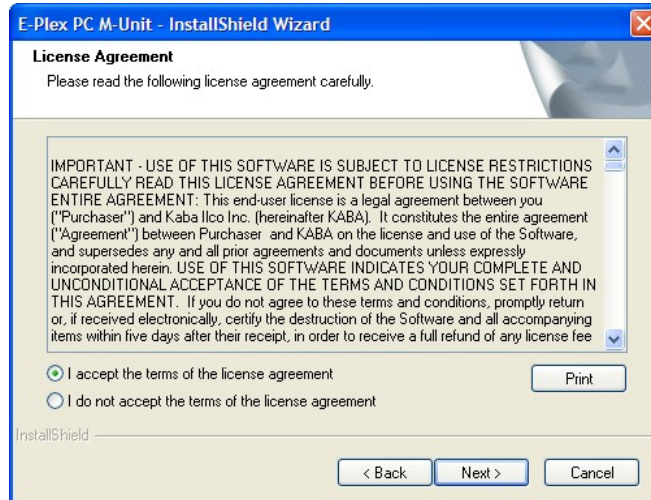 E-Plex PC M-Unit - InstallShield Wizard
License Agreement
Please read the following license agreement carefully.
IMPORTANT - USE OF THIS SOFTWARE IS SUBJECT TO LICENSE RESTRICTIONS
CAREFULLY READ THIS LICENSE AGREEMENT BEFORE USING THE SOFTWARE
ENTIRE AGREEMENT: This end-user license is a legal agreement between you
("Purchaser") and Kaba Ilco Inc. (hereinafter KABA).  It constitutes the entire agreement
("Agreement") between Purchaser  and KABA on the license and use of the Software,
and supersedes any and all prior agreements and documents unless expressly
incorporated herein. USE OF THIS SOFTWARE INDICATES YOUR COMPLETE AND
UNCONDITIONAL ACCEPTANCE OF THE TERMS AND CONDITIONS SET FORTH IN
THIS AGREEMENT.  If you do not agree to these terms and conditions, promptly return
or, if received electronically, certify the destruction of the Software and all accompanying
items within five days after their receipt, in order to receive a full refund of any license fee
I accept the terms of the license agreement
Print
I do not accept the terms of the license agreement
InstallShield
< Back
Next >
Cancel